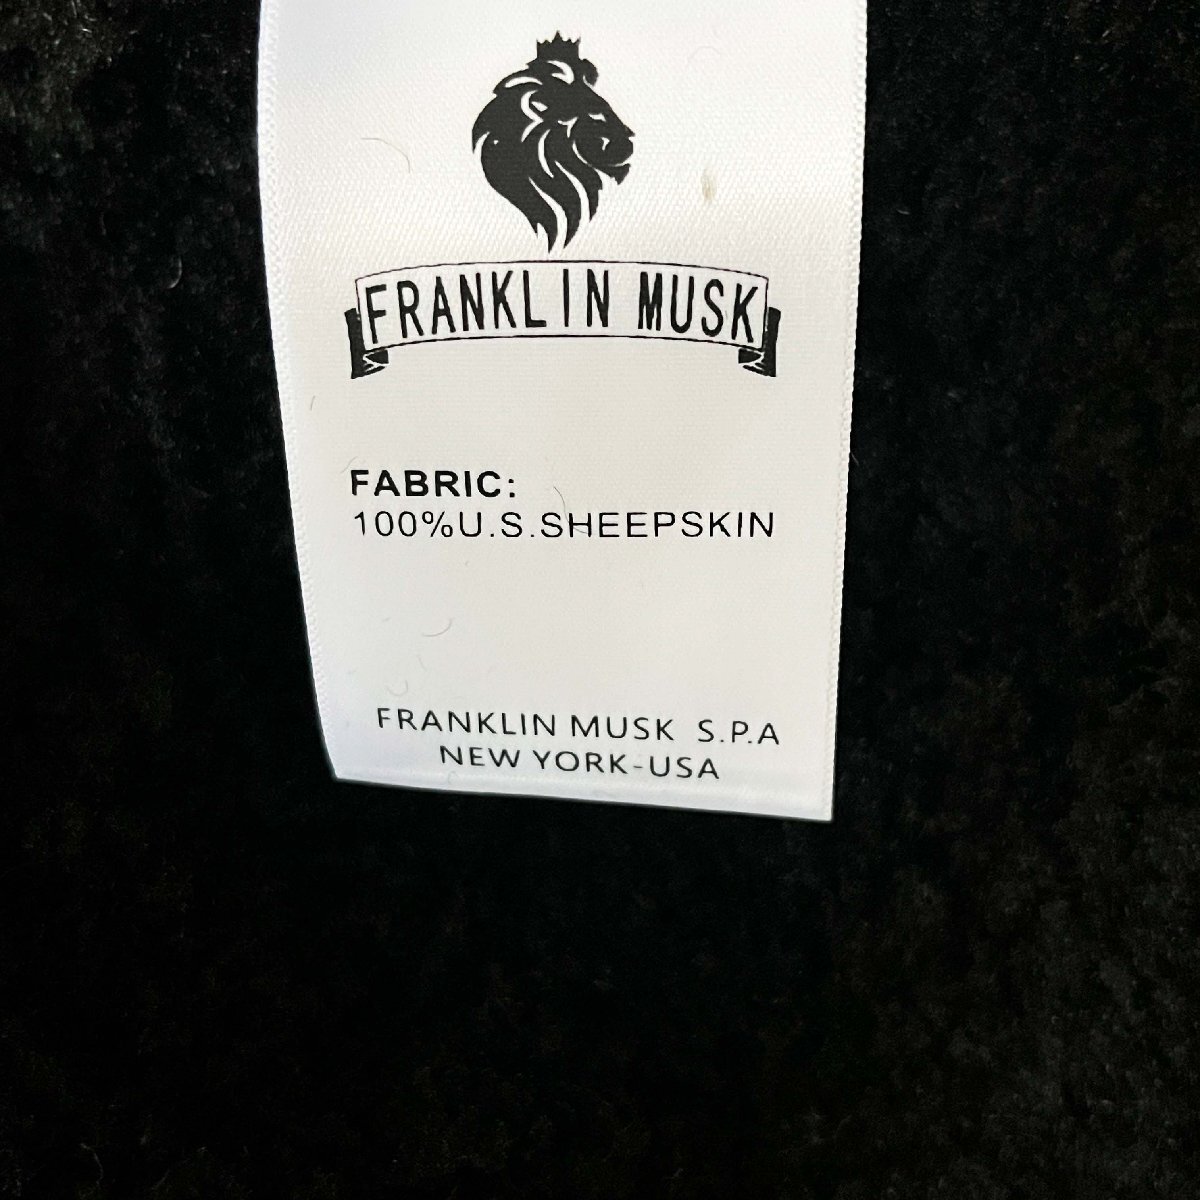 FRANKLIN MUSK
FABRIC:
100%U.S.SHEEPSKIN
FRANKLIN MUSK S.P.A
NEW YORK-USA